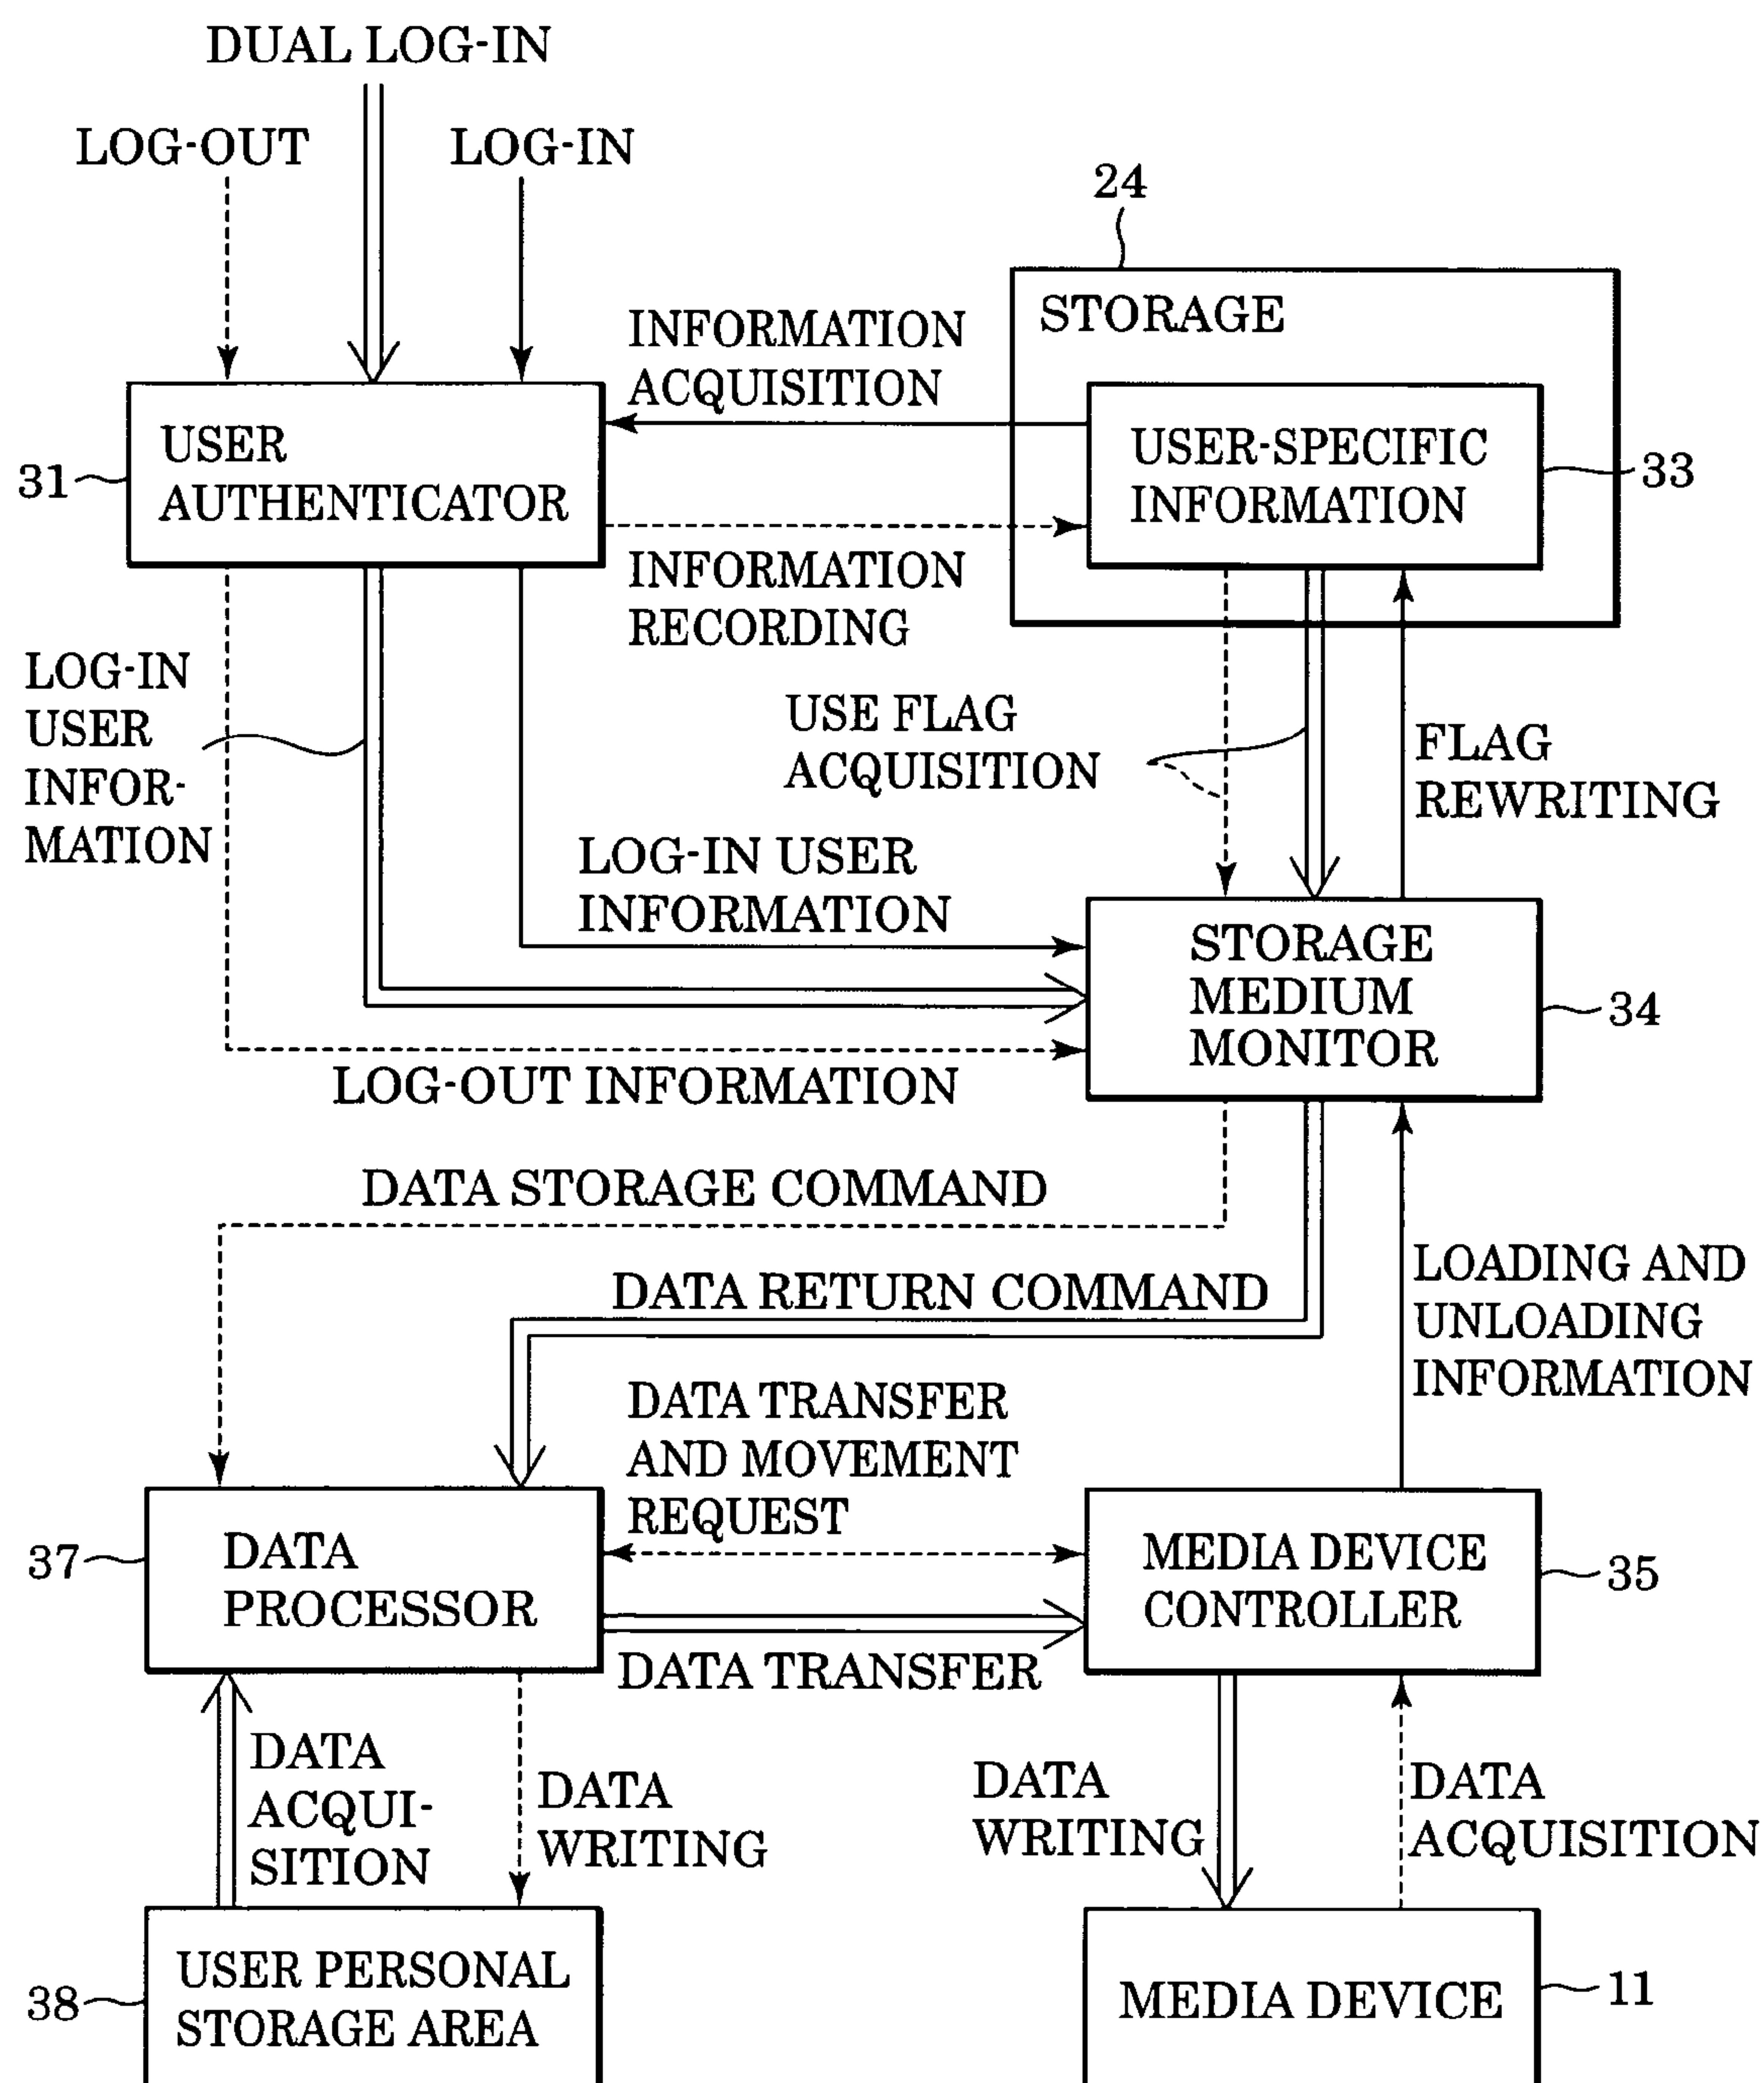 DUAL LOG-IN
LOG-OUT
LOG-IN
24
STORAGE
INFORMATION
ACQUISITION
USER
AUTHENTICATOR
31
USER-SPECIFIC
INFORMATION
33
INFORMATION
RECORDING
LOG-IN
USER
INFOR-
MATION
USE FLAG
ACQUISITION
FLAG
REWRITING
LOG-IN USER
INFORMATION
STORAGE
MEDIUM
MONITOR
34
LOG-OUT INFORMATION
DATA STORAGE COMMAND
DATA RETURN COMMAND
LOADING AND
UNLOADING
INFORMATION
DATA TRANSFER
AND MOVEMENT
REQUEST
37
DATA
PROCESSOR
MEDIA DEVICE
CONTROLLER
35
DATA TRANSFER
DATA
ACQUI-
SITION
DATA
WRITING
DATA
WRITING
DATA
ACQUISITION
38
USER PERSONAL
STORAGE AREA
MEDIA DEVICE
11